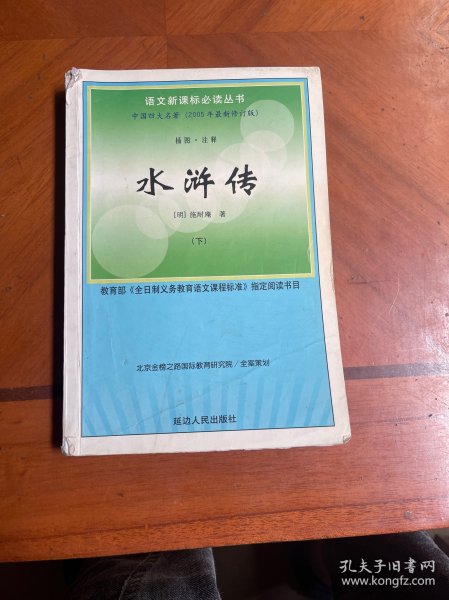 语文新课标必读丛书
中国四大名著（2005年最新修订版）
插图·注释
水浒传
［明］施耐庵 著
（下）
教育部《全日制义务教育语文课程标准》指定阅读书目
北京金榜之路国际教育研究院／全案策划
延边人民出版社
孔夫子旧书网
www.kongfz.com